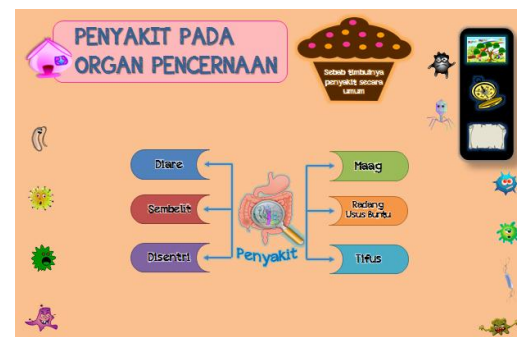 PENYAKIT PADA
ORGAN PENCERNAAN
Sebab timbulnya
penyakit secara
umum
Diare
Sembelit
Disentri
Penyakit
Maag
Radang
Usus Buntu
Tifus